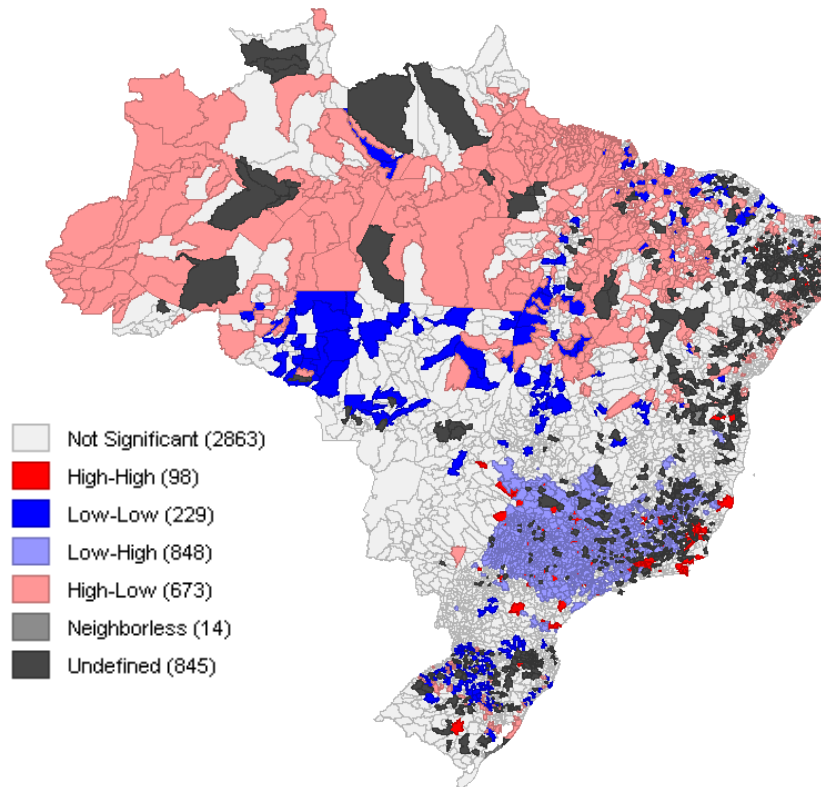 Not Significant (2863)
High-High (98)
Low-Low (229)
Low-High (848)
High-Low (673)
Neighborless (14)
Undefined (845)